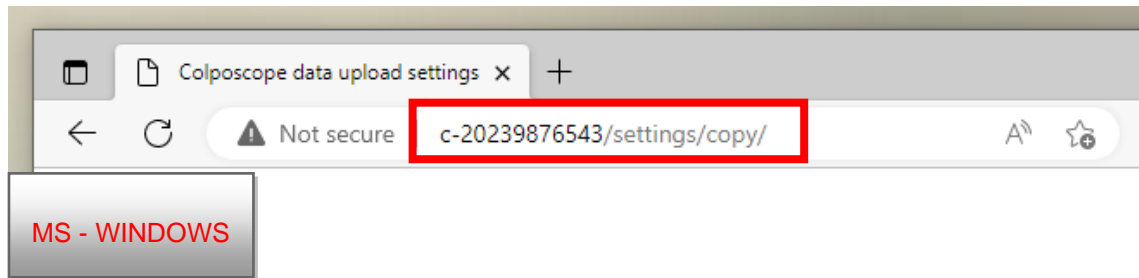 Colposcope data upload settings
Not secure c-20239876543/settings/copy/
MS - WINDOWS